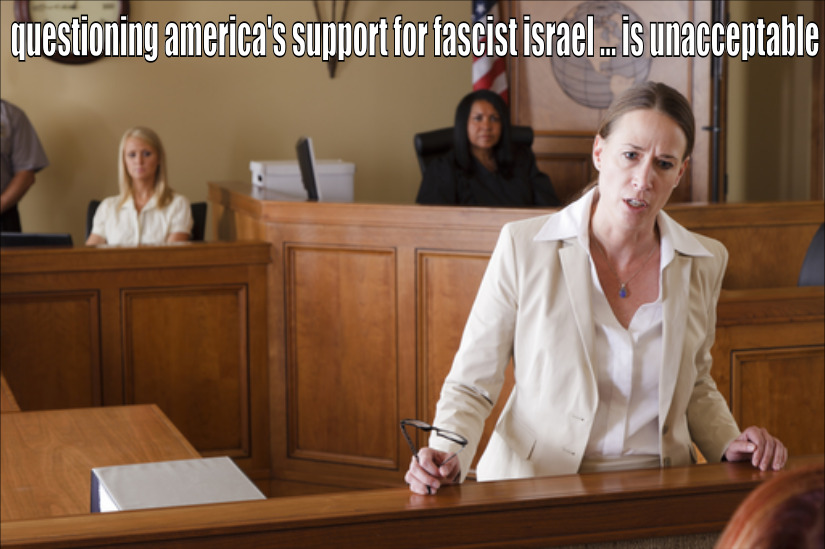 questioning america's support for fascist israel ... is unacceptable